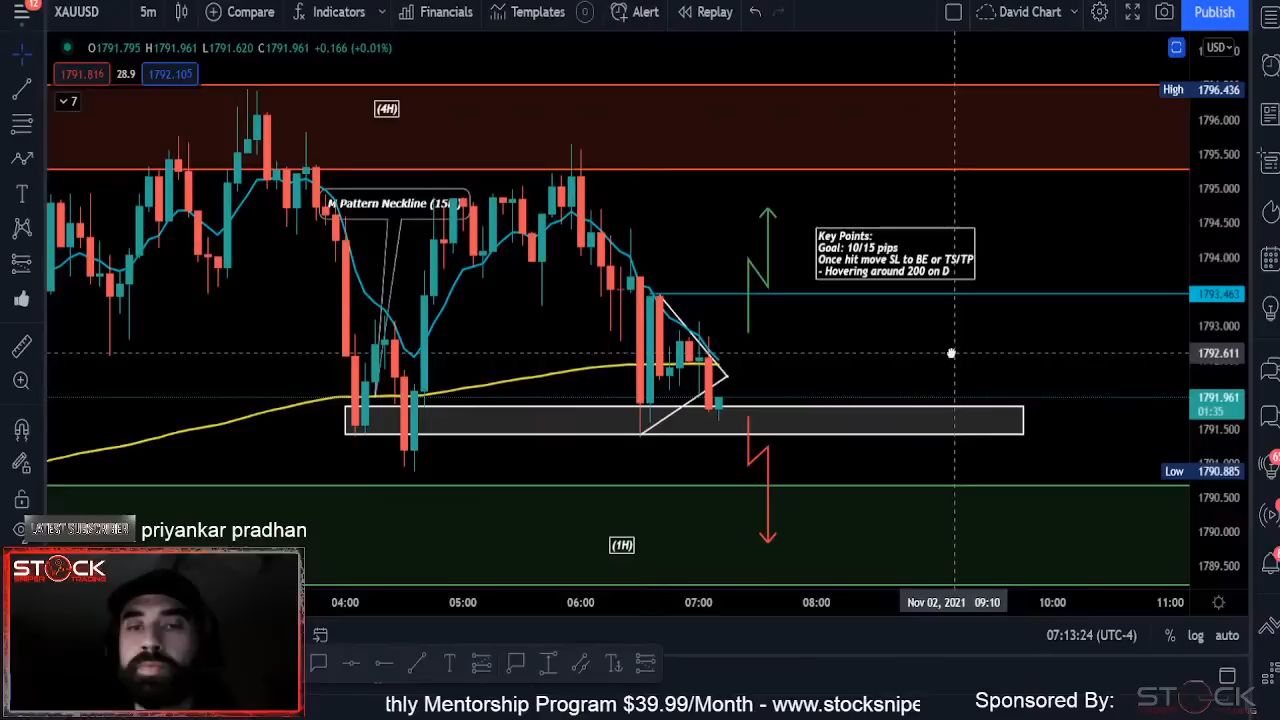 12
XAUUSD 5m Compare Indicators Financials Templates Alert Replay David Chart Publish
O1791.795 H1791.961 L1791.620 C1791.961 +0.166 (+0.01%)
USD
1791.816 28.9 1792.105
High 1796.436
7
(4H)
1796.000
1795.500
1795.000
M Pattern Neckline
1794.500
Key Points:
Goal: 10/15 pips
Once hit move SL to BE or TS/TP
- Hovering around 200 on D
1794.000
1793.463
1793.000
1792.611
1791.961
01:35
1791.500
Low 1790.885
1790.500
LATEST SUBSCRIBER priyankar pradhan
1790.000
(1H)
1789.500
STOCK
SNIPER TRADING
04:00 05:00 06:00 07:00 08:00 Nov 02, 2021 09:10 10:00 11:00
07:13:24 (UTC-4) % log auto
thly Mentorship Program $39.99/Month - www.stocksnipe
Sponsored By: STOCK